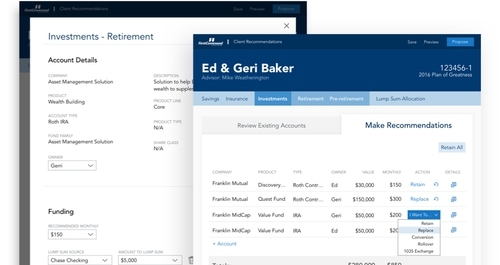 Client Recommendations
Save
Preview
Investments - Retirement
Account Details
COMPANY
Asset Management Solution
PRODUCT
Wealth Building
ACCOUNT TYPE
Roth IRA
FUND FAMILY
Asset Management Solution
OWNER
Gerri
DESCRIPTION
Solution to help
wealth to
PRODUCT LINE
Core
PRODUCT TYPE
N/A
SHARE CLASS
N/A
Funding
RECOMMENDED MONTHLY
$150
LUMP SUM SOURCE
Chase Checking
AMOUNT TO LUMP SUM
$5,000
Client Recommendations
Save
Preview
Propose
Ed & Geri Baker
Advisor: Mike Weatherington
123456-1
2016 Plan of Greatness
Savings Insurance Investments Retirement Pre-retirement Lump Sum Allocation
Review Existing Accounts
Make Recommendations
Retain All
COMPANY PRODUCT TYPE OWNER VALUE MONTHLY ACTION DETAILS
Franklin Mutual Discovery... Roth Contr... Ed $30,000 $150 Retain
Franklin Mutual Quest Fund Roth Contr... Geri $150,000 $300 Replace
Franklin MidCap Value Fund IRA Geri $50,000 $200 I Want To...
Franklin MidCap Value Fund IRA Ed $50,000 $200
+ Account
Retain
Replace
Conversion
Rollover
1035 Exchange